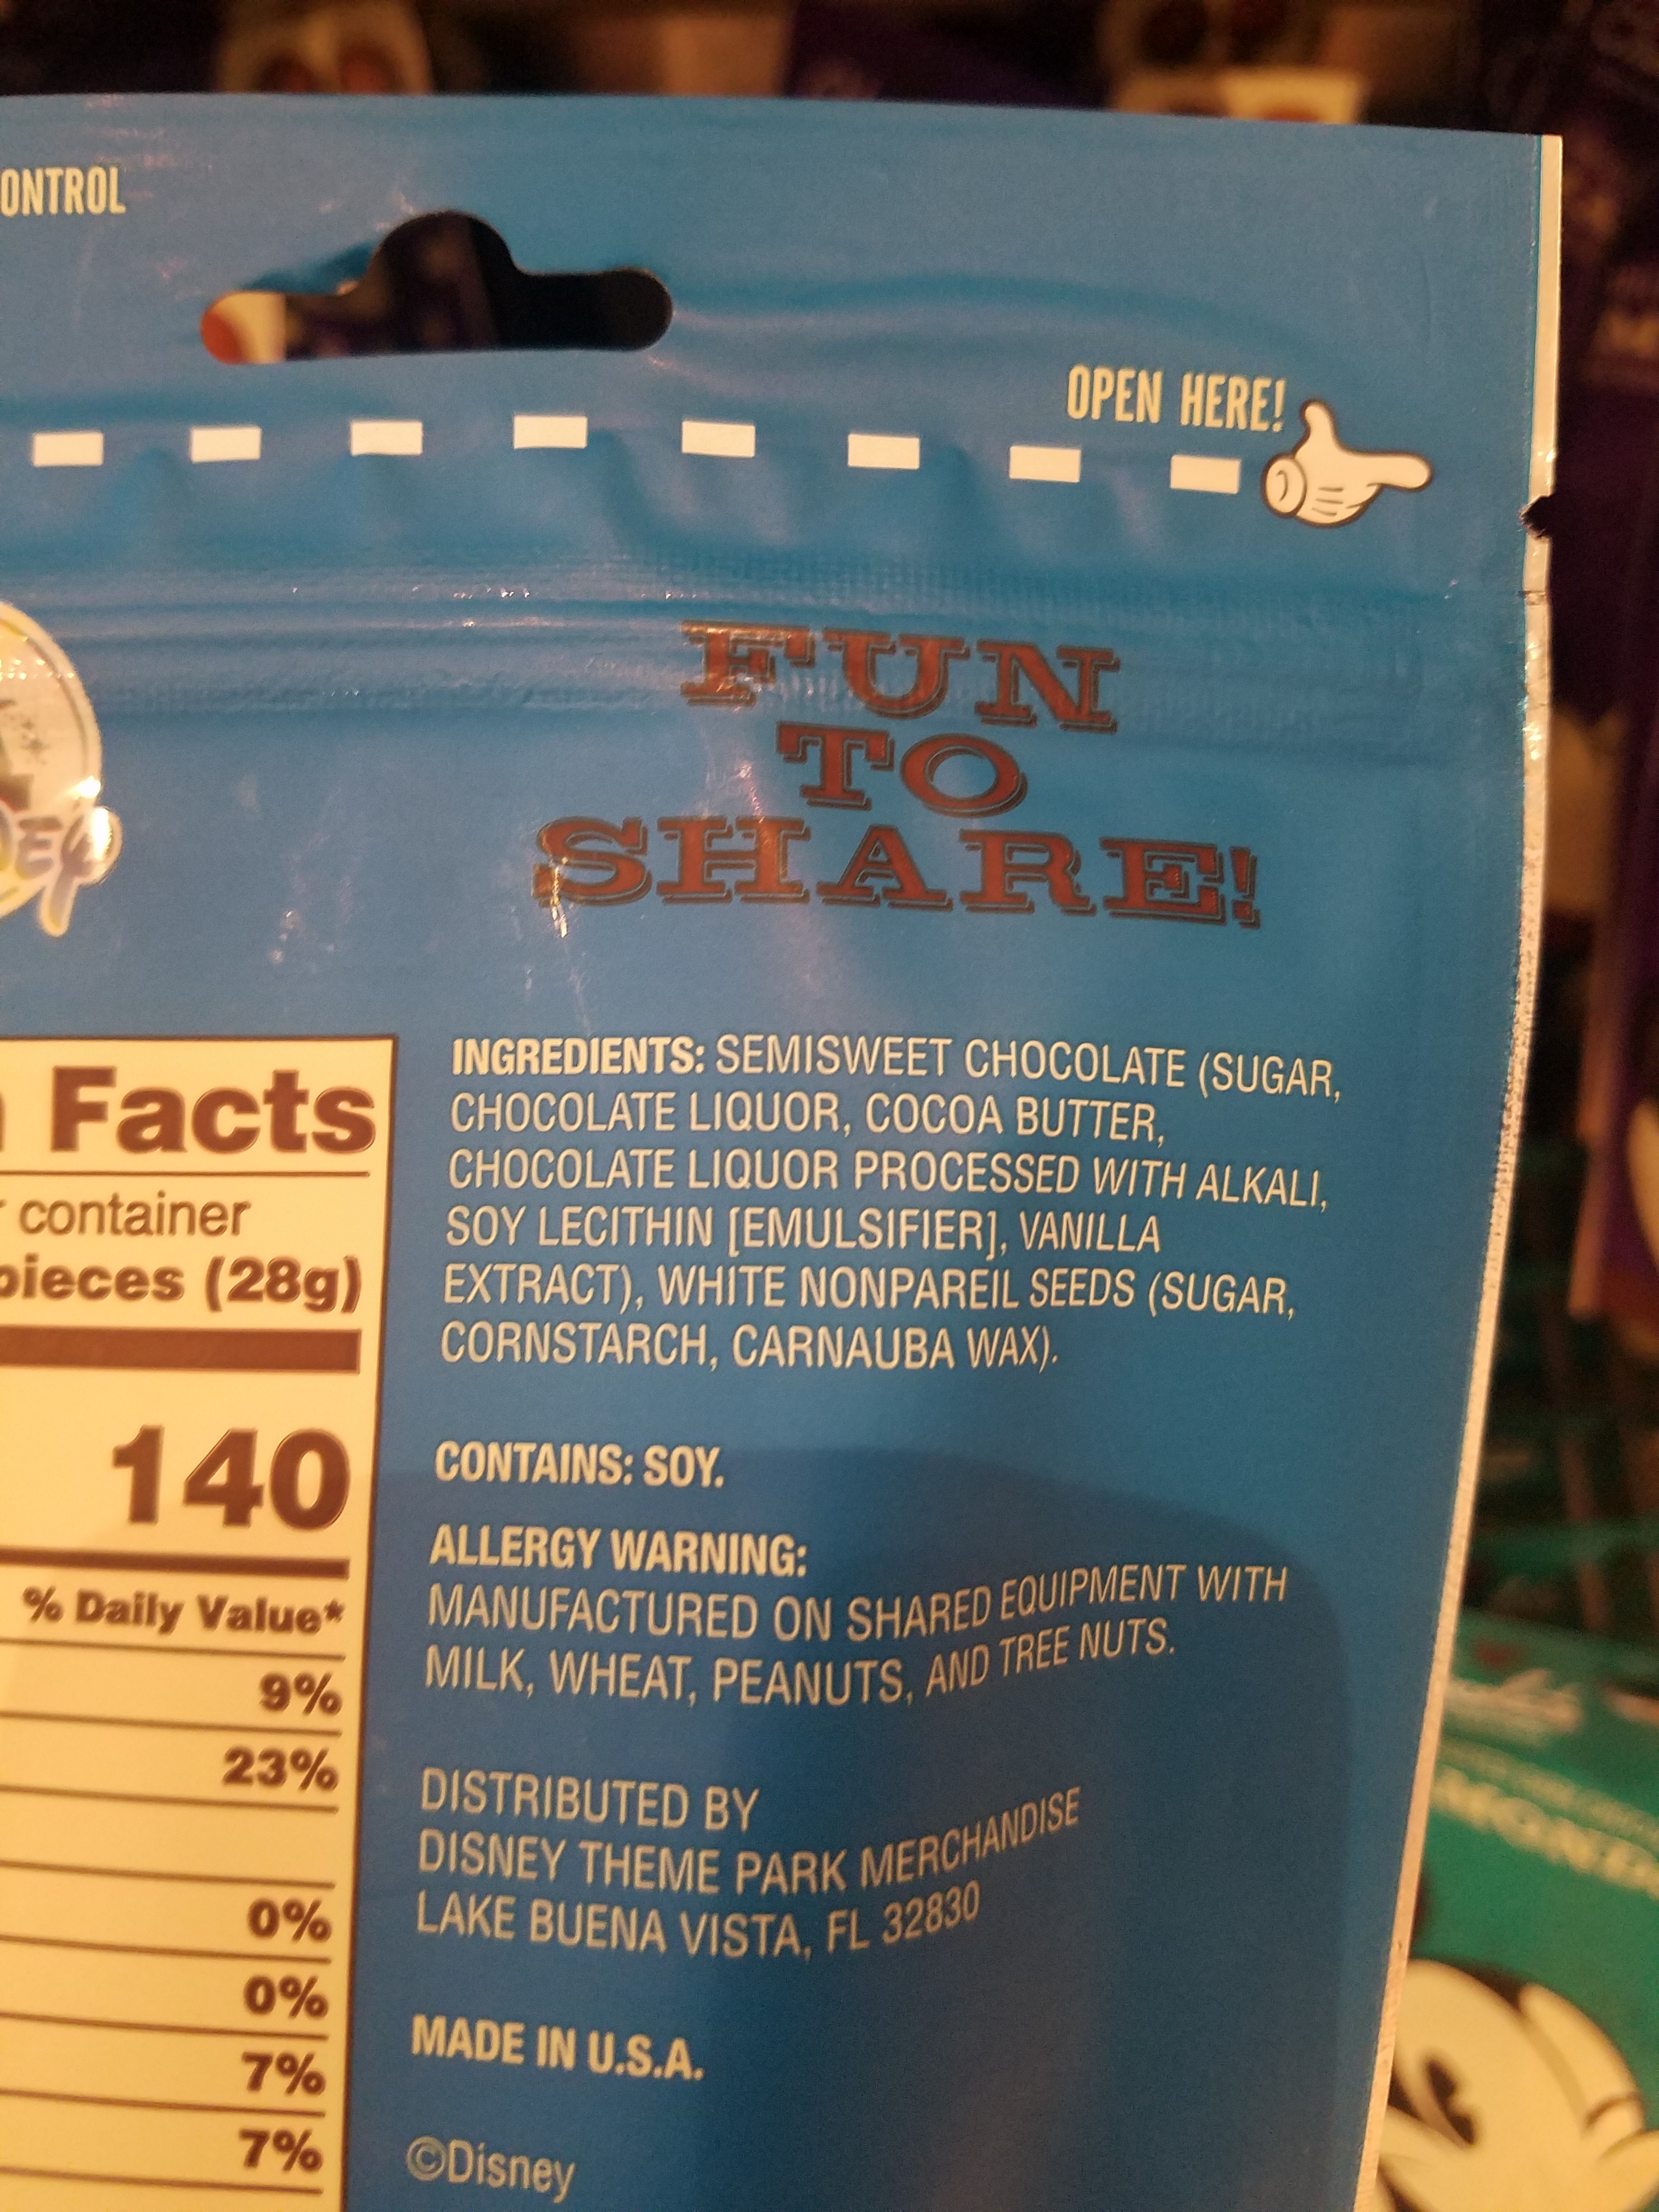 ONTROL
OPEN HERE!
FUN
TO
SHARE!
Facts
container
pieces (28g)
140
% Daily Value*
9%
23%
0%
0%
7%
7%
INGREDIENTS: SEMISWEET CHOCOLATE (SUGAR,
CHOCOLATE LIQUOR, COCOA BUTTER,
CHOCOLATE LIQUOR PROCESSED WITH ALKALI,
SOY LECITHIN [EMULSIFIER], VANILLA
EXTRACT), WHITE NONPAREIL SEEDS (SUGAR,
CORNSTARCH, CARNAUBA WAX).
CONTAINS: SOY.
ALLERGY WARNING:
MANUFACTURED ON SHARED EQUIPMENT WITH
MILK, WHEAT, PEANUTS, AND TREE NUTS.
DISTRIBUTED BY
DISNEY THEME PARK MERCHANDISE
LAKE BUENA VISTA, FL 32830
MADE IN U.S.A.
©Disney